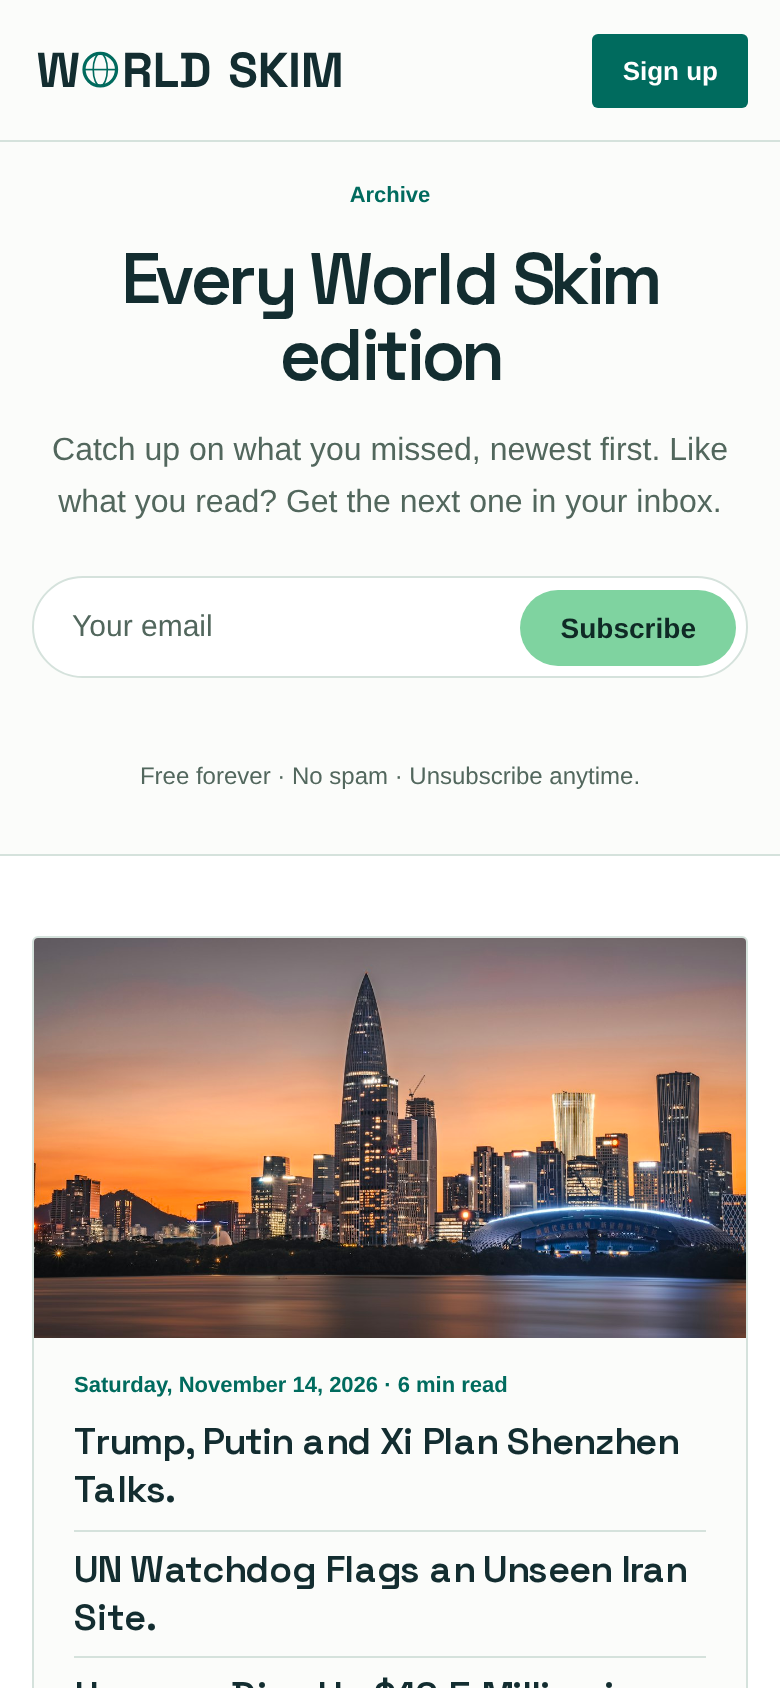 WORLD SKIM
Sign up
Archive
Every World Skim
edition
Catch up on what you missed, newest first. Like
what you read? Get the next one in your inbox.
Your email
Subscribe
Free forever · No spam · Unsubscribe anytime.
Saturday, November 14, 2026 · 6 min read
Trump, Putin and Xi Plan Shenzhen
Talks.
UN Watchdog Flags an Unseen Iran
Site.